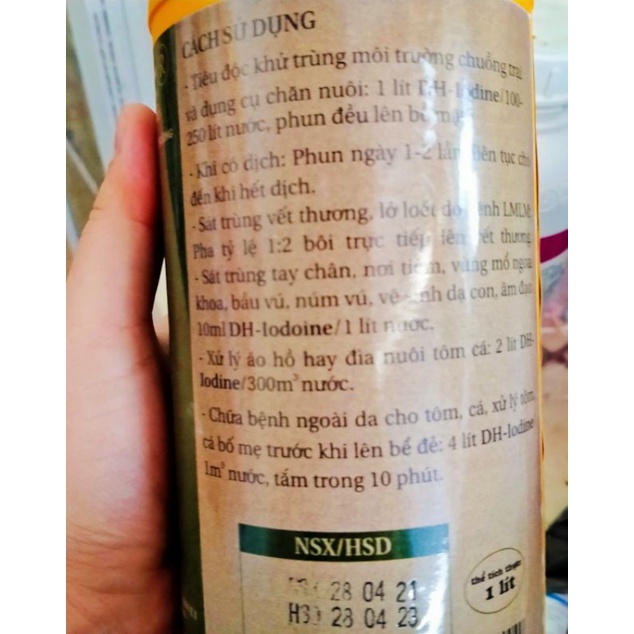 CÁCH SỬ DỤNG
- Tiêu độc khử trùng môi trường chuồng trại
và dụng cụ chăn nuôi: 1 lít DH-Iodine/100-
250 lít nước, phun đều lên bề mặt.
- Khi có dịch: Phun ngày 1-2 lần liên tục cho
đến khi hết dịch.
- Sát trùng vết thương, lở loét do bệnh LMLM:
Pha tỷ lệ 1:2 bôi trực tiếp lên vết thương.
- Sát trùng tay chân, nơi tiêm, vùng mổ ngoại
khoa, bầu vú, núm vú, vệ sinh da con, âm đạo
10ml DH-Iodoine/1 lít nước.
- Xử lý ao hồ hay đìa nuôi tôm cá: 2 lít DH-
Iodine/300m³ nước.
- Chữa bệnh ngoài da cho tôm, cá, xử lý tôm,
cá bố mẹ trước khi lên bể đẻ: 4 lít DH-Iodine/
1m³ nước, tắm trong 10 phút.
NSX/HSD
28 04 21
HSD 28 04 23
thể tích thực
1 lít